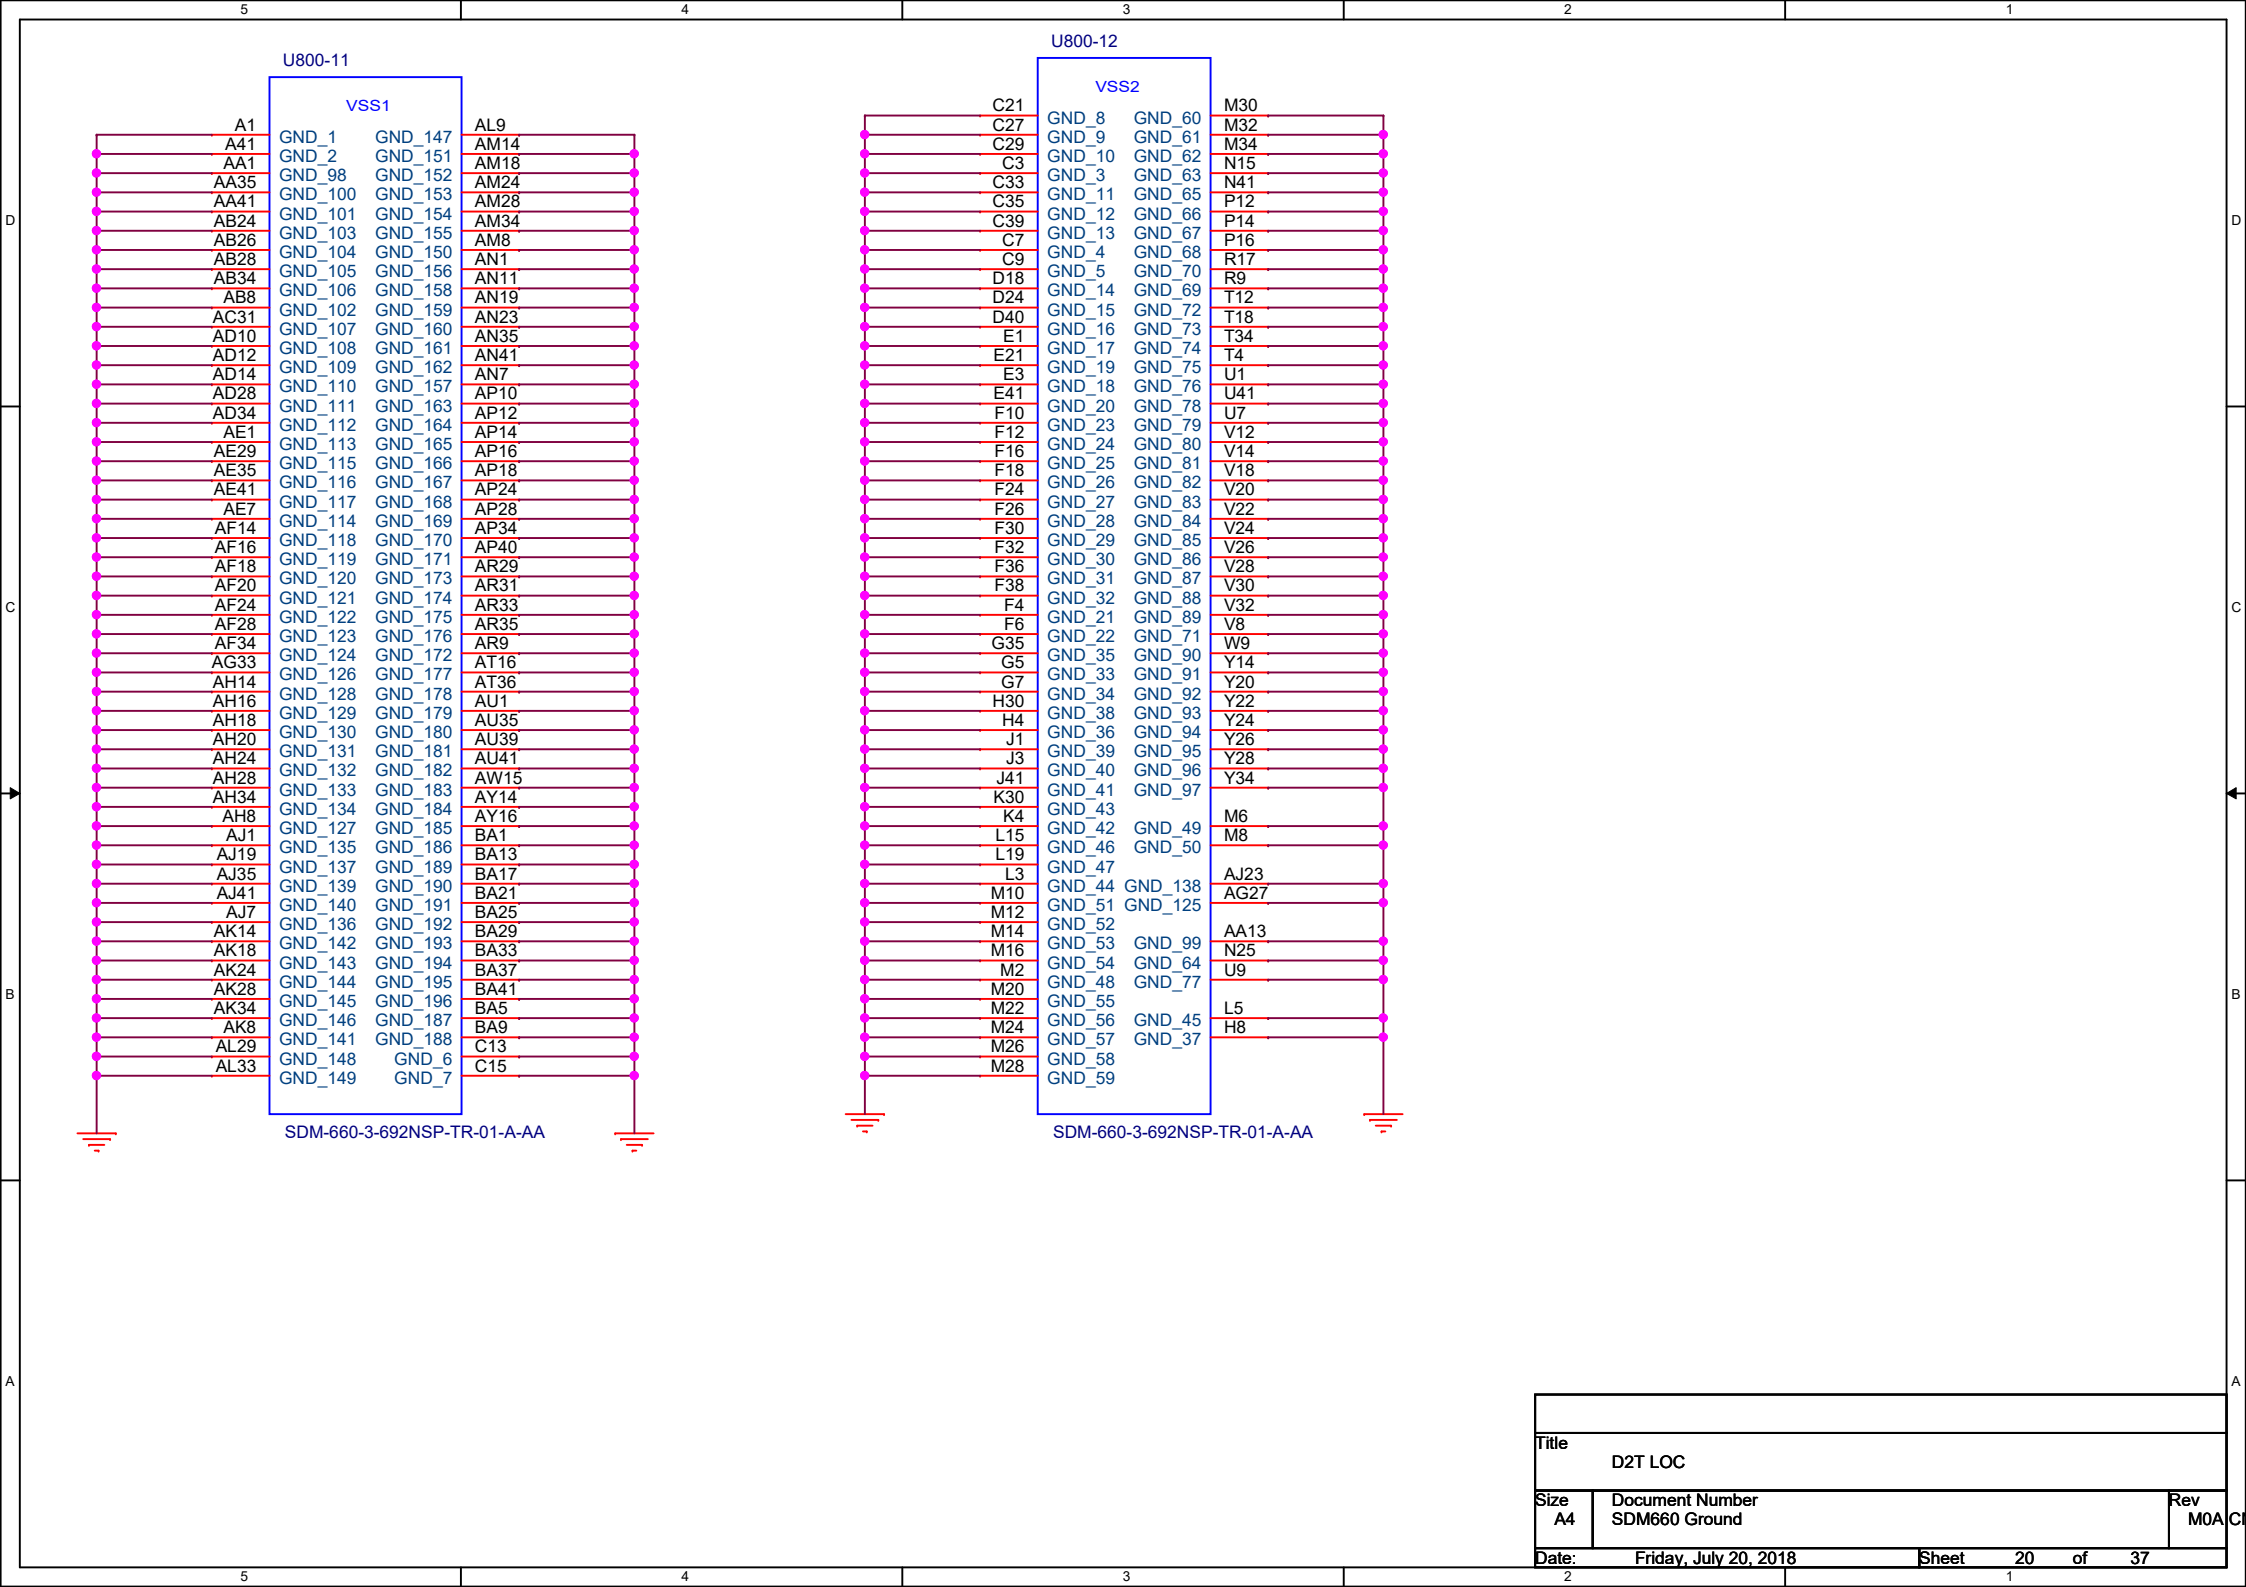 5 4 3 2 1
U800-11
VSS1
A1 GND_1 GND_147 AL9
A41 GND_2 GND_151 AM14
AA1 GND_98 GND_152 AM18
AA35 GND_100 GND_153 AM24
AA41 GND_101 GND_154 AM28
AB24 GND_103 GND_155 AM34
AB26 GND_104 GND_150 AM8
AB28 GND_105 GND_156 AN1
AB34 GND_106 GND_158 AN11
AB8 GND_102 GND_159 AN19
AC31 GND_107 GND_160 AN23
AD10 GND_108 GND_161 AN35
AD12 GND_109 GND_162 AN41
AD14 GND_110 GND_157 AN7
AD28 GND_111 GND_163 AP10
AD34 GND_112 GND_164 AP12
AE1 GND_113 GND_165 AP14
AE29 GND_115 GND_166 AP16
AE35 GND_116 GND_167 AP18
AE41 GND_117 GND_168 AP24
AE7 GND_114 GND_169 AP28
AF14 GND_118 GND_170 AP34
AF16 GND_119 GND_171 AP40
AF18 GND_120 GND_173 AR29
AF20 GND_121 GND_174 AR31
AF24 GND_122 GND_175 AR33
AF28 GND_123 GND_176 AR35
AF34 GND_124 GND_172 AR9
AG33 GND_126 GND_177 AT16
AH14 GND_128 GND_178 AT36
AH16 GND_129 GND_179 AU1
AH18 GND_130 GND_180 AU35
AH20 GND_131 GND_181 AU39
AH24 GND_132 GND_182 AU41
AH28 GND_133 GND_183 AW15
AH34 GND_134 GND_184 AY14
AH8 GND_127 GND_185 AY16
AJ1 GND_135 GND_186 BA1
AJ19 GND_137 GND_189 BA13
AJ35 GND_139 GND_190 BA17
AJ41 GND_140 GND_191 BA21
AJ7 GND_136 GND_192 BA25
AK14 GND_142 GND_193 BA29
AK18 GND_143 GND_194 BA33
AK24 GND_144 GND_195 BA37
AK28 GND_145 GND_196 BA41
AK34 GND_146 GND_187 BA5
AK8 GND_141 GND_188 BA9
AL29 GND_148 GND_6 C13
AL33 GND_149 GND_7 C15
SDM-660-3-692NSP-TR-01-A-AA
U800-12
VSS2
C21 GND_8 GND_60 M30
C27 GND_9 GND_61 M32
C29 GND_10 GND_62 M34
C3 GND_3 GND_63 N15
C33 GND_11 GND_65 N41
C35 GND_12 GND_66 P12
C39 GND_13 GND_67 P14
C7 GND_4 GND_68 P16
C9 GND_5 GND_70 R17
D18 GND_14 GND_69 R9
D24 GND_15 GND_72 T12
D40 GND_16 GND_73 T18
E1 GND_17 GND_74 T34
E21 GND_19 GND_75 T4
E3 GND_18 GND_76 U1
E41 GND_20 GND_78 U41
F10 GND_23 GND_79 U7
F12 GND_24 GND_80 V12
F16 GND_25 GND_81 V14
F18 GND_26 GND_82 V18
F24 GND_27 GND_83 V20
F26 GND_28 GND_84 V22
F30 GND_29 GND_85 V24
F32 GND_30 GND_86 V26
F36 GND_31 GND_87 V28
F38 GND_32 GND_88 V30
F4 GND_21 GND_89 V32
F6 GND_22 GND_71 V8
G35 GND_35 GND_90 W9
G5 GND_33 GND_91 Y14
G7 GND_34 GND_92 Y20
H30 GND_38 GND_93 Y22
H4 GND_36 GND_94 Y24
J1 GND_39 GND_95 Y26
J3 GND_40 GND_96 Y28
J41 GND_41 GND_97 Y34
K30 GND_43
K4 GND_42 GND_49 M6
L15 GND_46 GND_50 M8
L19 GND_47
L3 GND_44 GND_138 AJ23
M10 GND_51 GND_125 AG27
M12 GND_52
M14 GND_53 GND_99 AA13
M16 GND_54 GND_64 N25
M2 GND_48 GND_77 U9
M20 GND_55
M22 GND_56 GND_45 L5
M24 GND_57 GND_37 H8
M26 GND_58
M28 GND_59
SDM-660-3-692NSP-TR-01-A-AA
D D
C C
B B
A A
Title
D2T LOC
Size Document Number Rev
A4 SDM660 Ground M0A
Date: Friday, July 20, 2018 Sheet 20 of 37
5 4 3 2 1